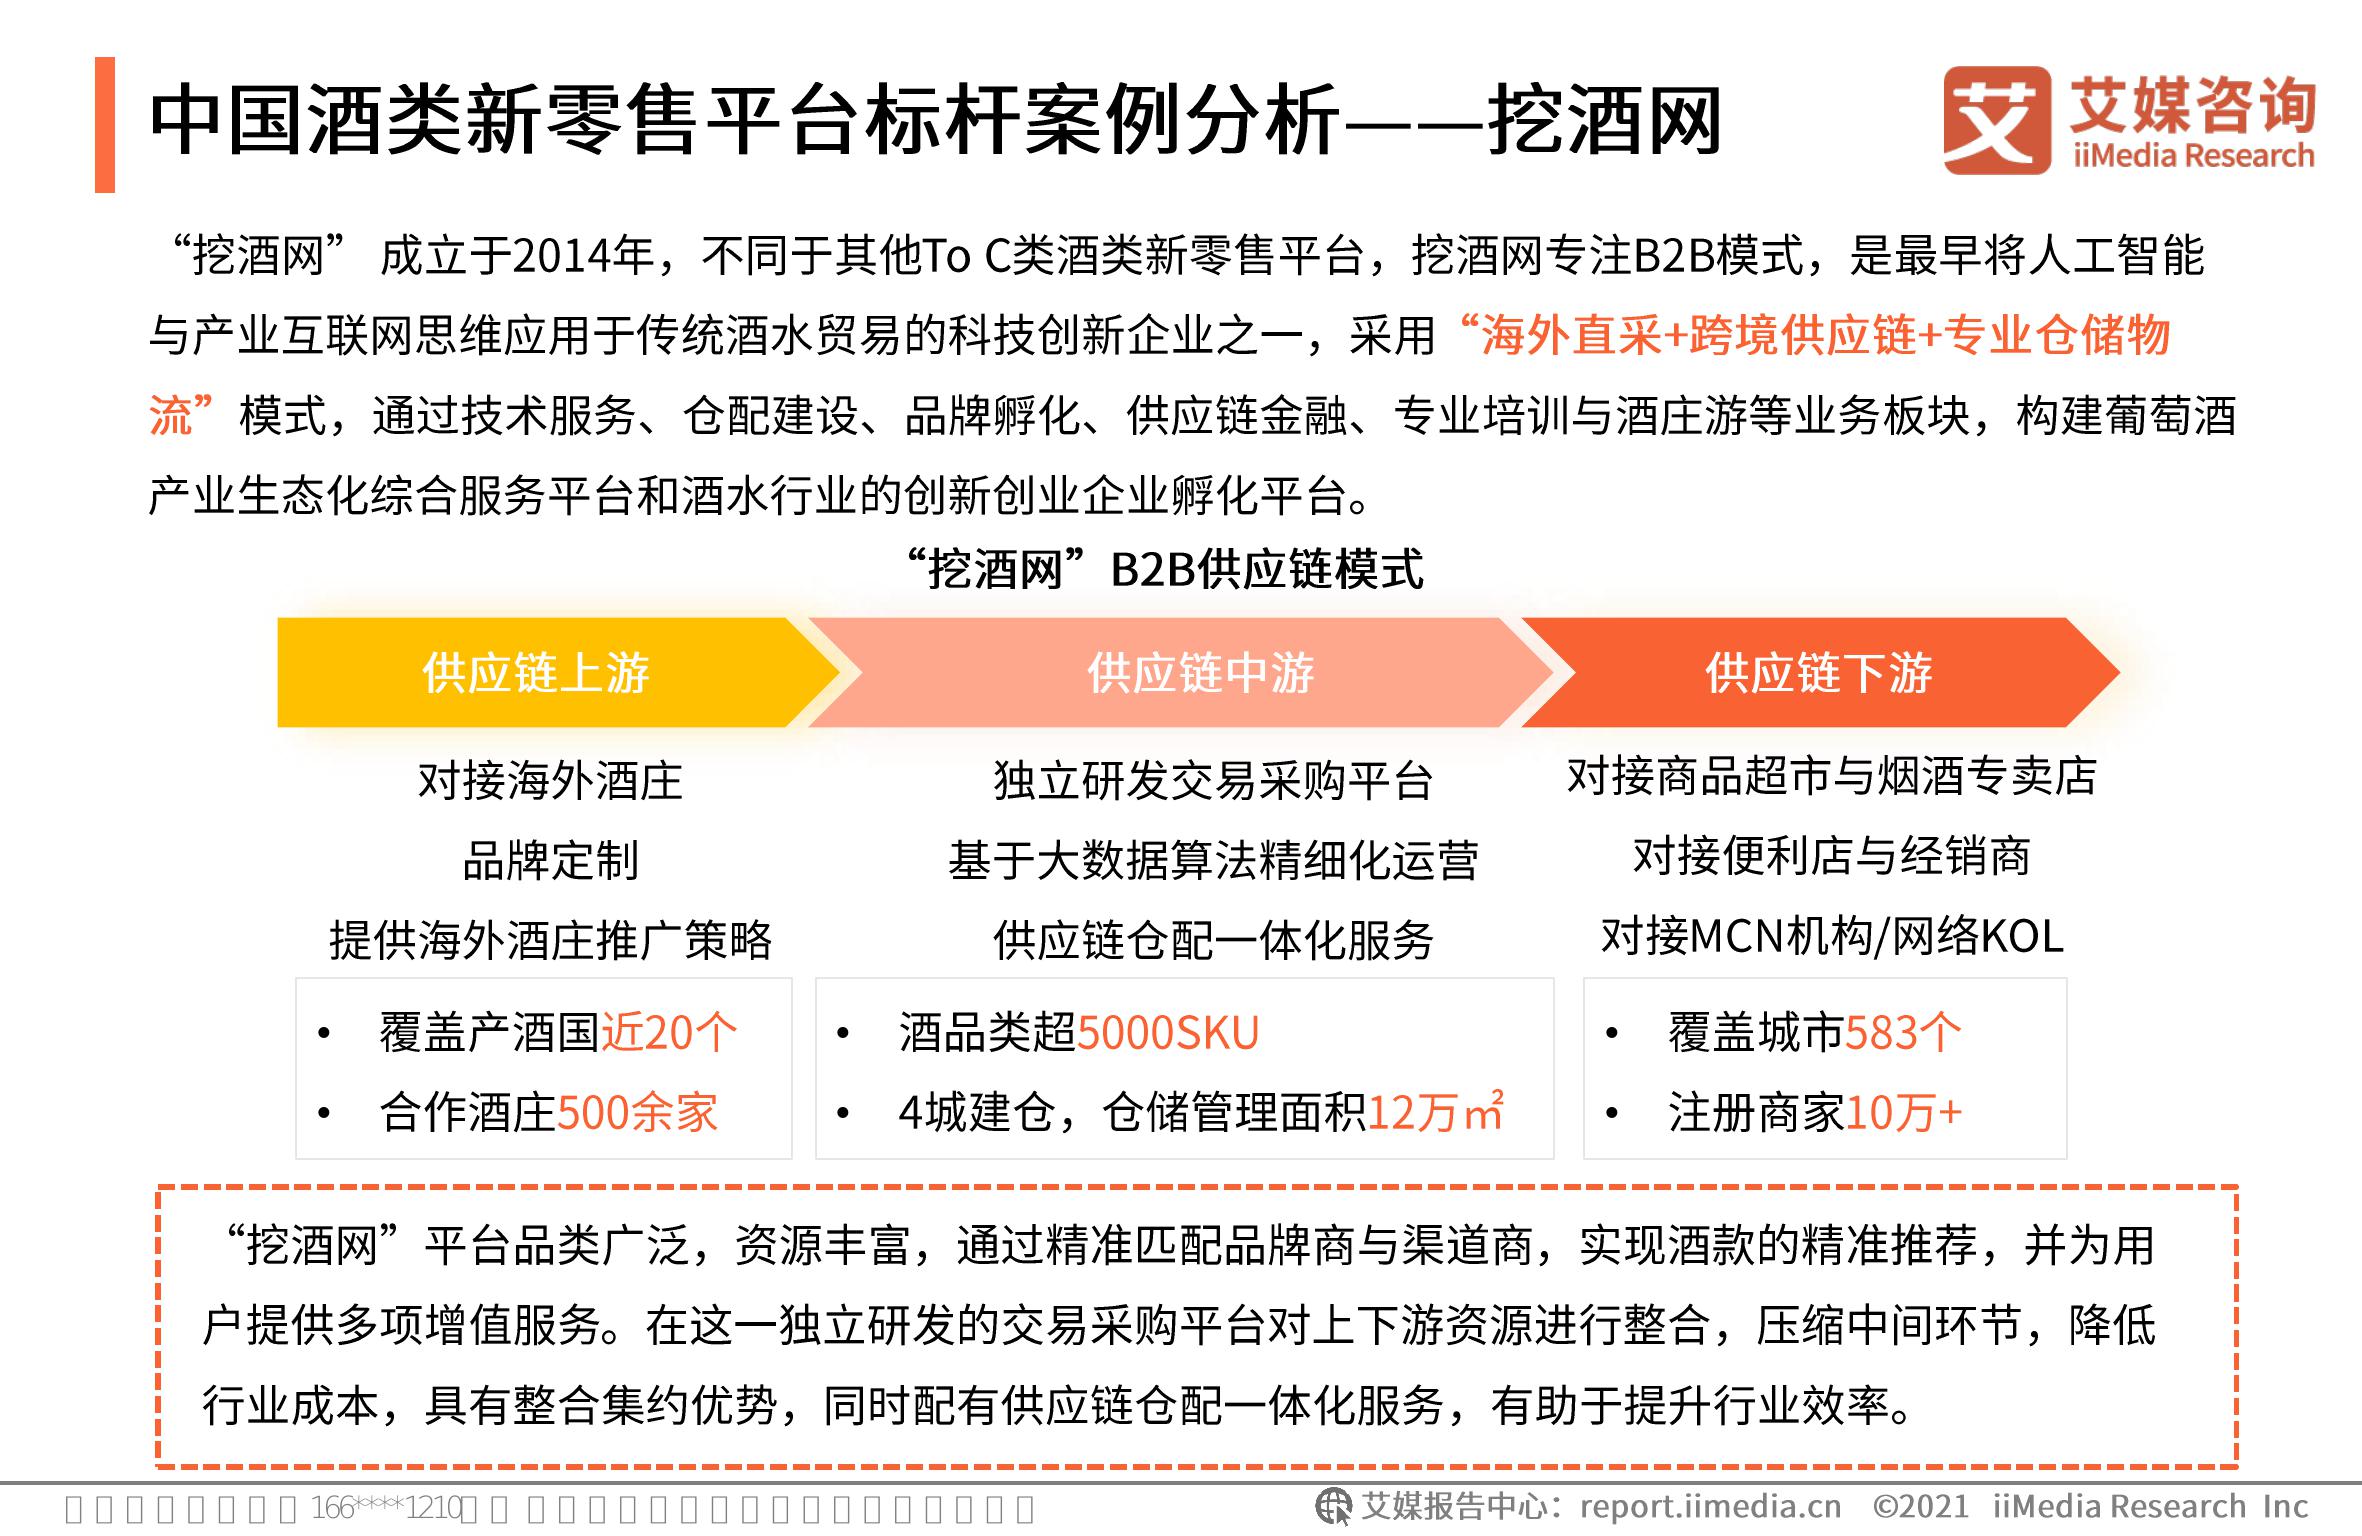 中国酒类新零售平台标杆案例分析——挖酒网
艾 艾媒咨询
iiMedia Research
“挖酒网” 成立于2014年，不同于其他To C类酒类新零售平台，挖酒网专注B2B模式，是最早将人工智能
与产业互联网思维应用于传统酒水贸易的科技创新企业之一，采用“海外直采+跨境供应链+专业仓储物
流”模式，通过技术服务、仓配建设、品牌孵化、供应链金融、专业培训与酒庄游等业务板块，构建葡萄酒
产业生态化综合服务平台和酒水行业的创新创业企业孵化平台。
“挖酒网”B2B供应链模式
供应链上游
供应链中游
供应链下游
对接海外酒庄
品牌定制
提供海外酒庄推广策略
独立研发交易采购平台
基于大数据算法精细化运营
供应链仓配一体化服务
对接商品超市与烟酒专卖店
对接便利店与经销商
对接MCN机构/网络KOL
• 覆盖产酒国近20个
• 合作酒庄500余家
• 酒品类超5000SKU
• 4城建仓，仓储管理面积12万㎡
• 覆盖城市583个
• 注册商家10万+
“挖酒网”平台品类广泛，资源丰富，通过精准匹配品牌商与渠道商，实现酒款的精准推荐，并为用
户提供多项增值服务。在这一独立研发的交易采购平台对上下游资源进行整合，压缩中间环节，降低
行业成本，具有整合集约优势，同时配有供应链仓配一体化服务，有助于提升行业效率。
166****1210
艾媒报告中心：report.iimedia.cn ©2021 iiMedia Research Inc